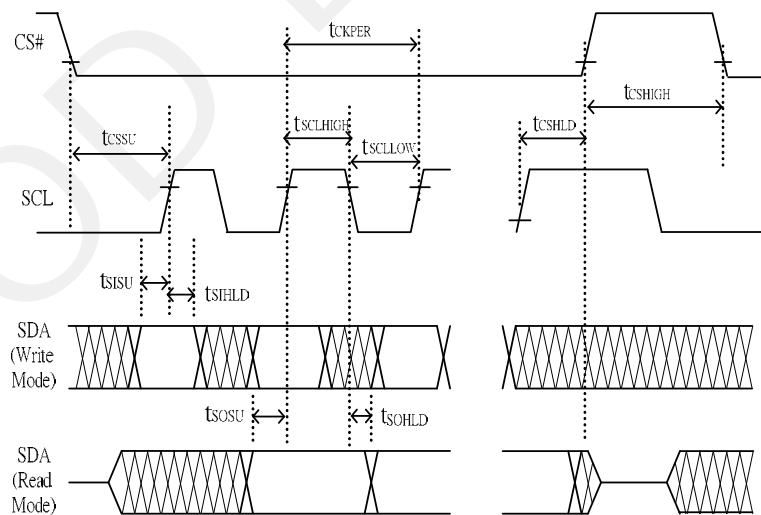 CS#
tCKPER
tCSHIGH
tSCLHIGH
tCSHLD
tCSSU
tSCLLOW
SCL
tSISU
tSIHLD
SDA
(Write
Mode)
tSOSU
tSOHLD
SDA
(Read
Mode)